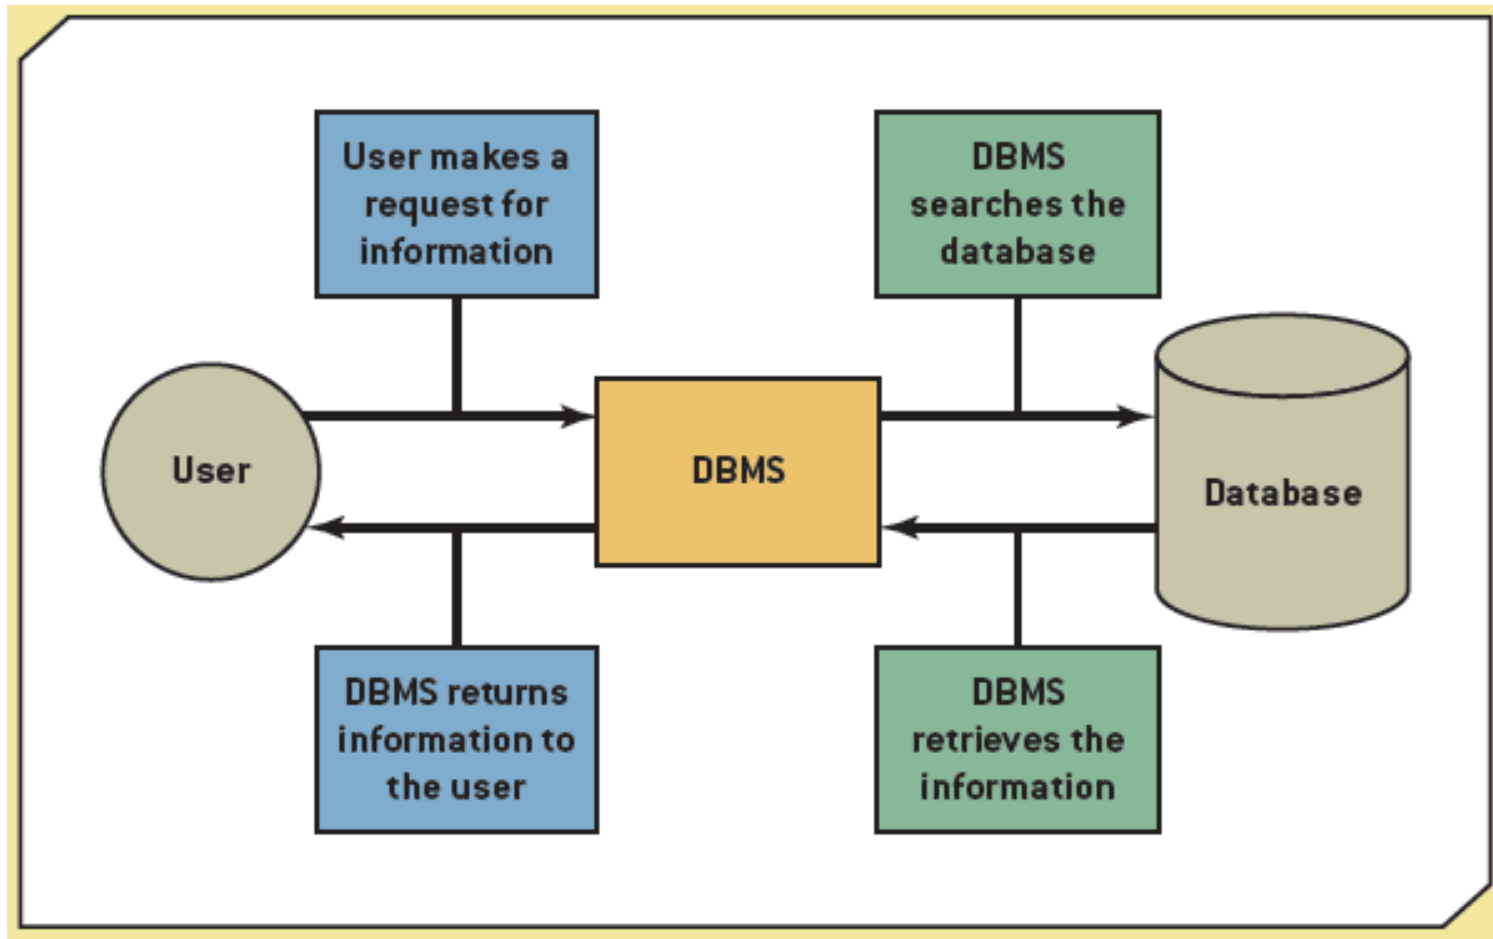 User makes a
request for
information
DBMS
searches the
database
User
DBMS
Database
DBMS returns
information to
the user
DBMS
retrieves the
information